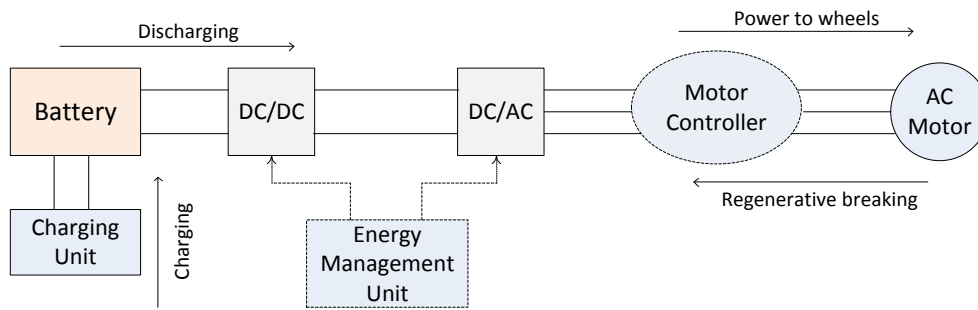 Discharging
Power to wheels
Battery
DC/DC
DC/AC
Motor
Controller
AC
Motor
Regenerative breaking
Charging
Unit
Charging
Energy
Management
Unit